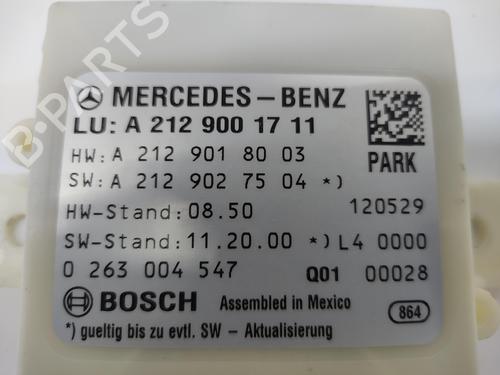 B-PARTS
MERCEDES-BENZ
LU: A 212 900 17 11
HW: A 212 901 80 03
PARK
SW: A 212 902 75 04 *)
HW-Stand: 08.50 120529
SW-Stand: 11.20.00 *) L4 0000
0 263 004 547 Q01 00028
BOSCH Assembled in Mexico 864
*) gueltig bis zu evtl. SW - Aktualisierung